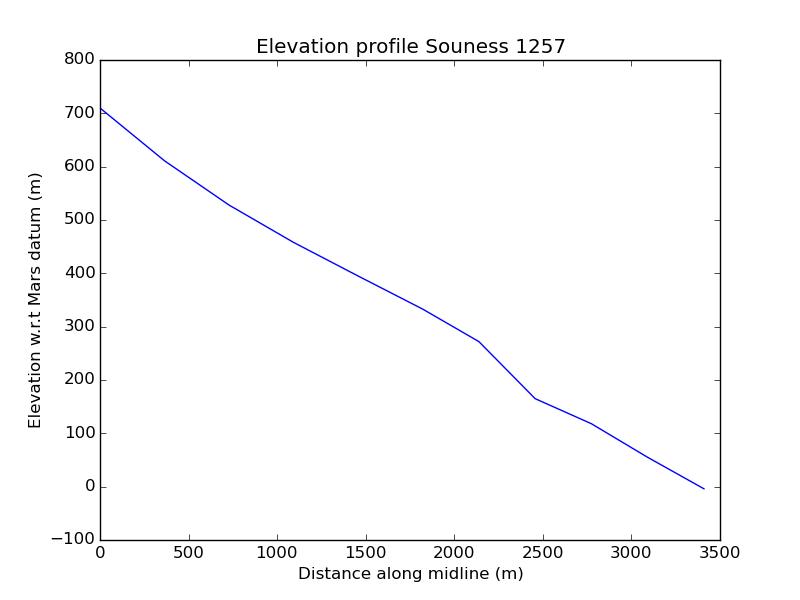 Elevation profile Souness 1257
800
700
600
500
400
300
200
100
0
−100
Elevation w.r.t Mars datum (m)
0 500 1000 1500 2000 2500 3000 3500
Distance along midline (m)